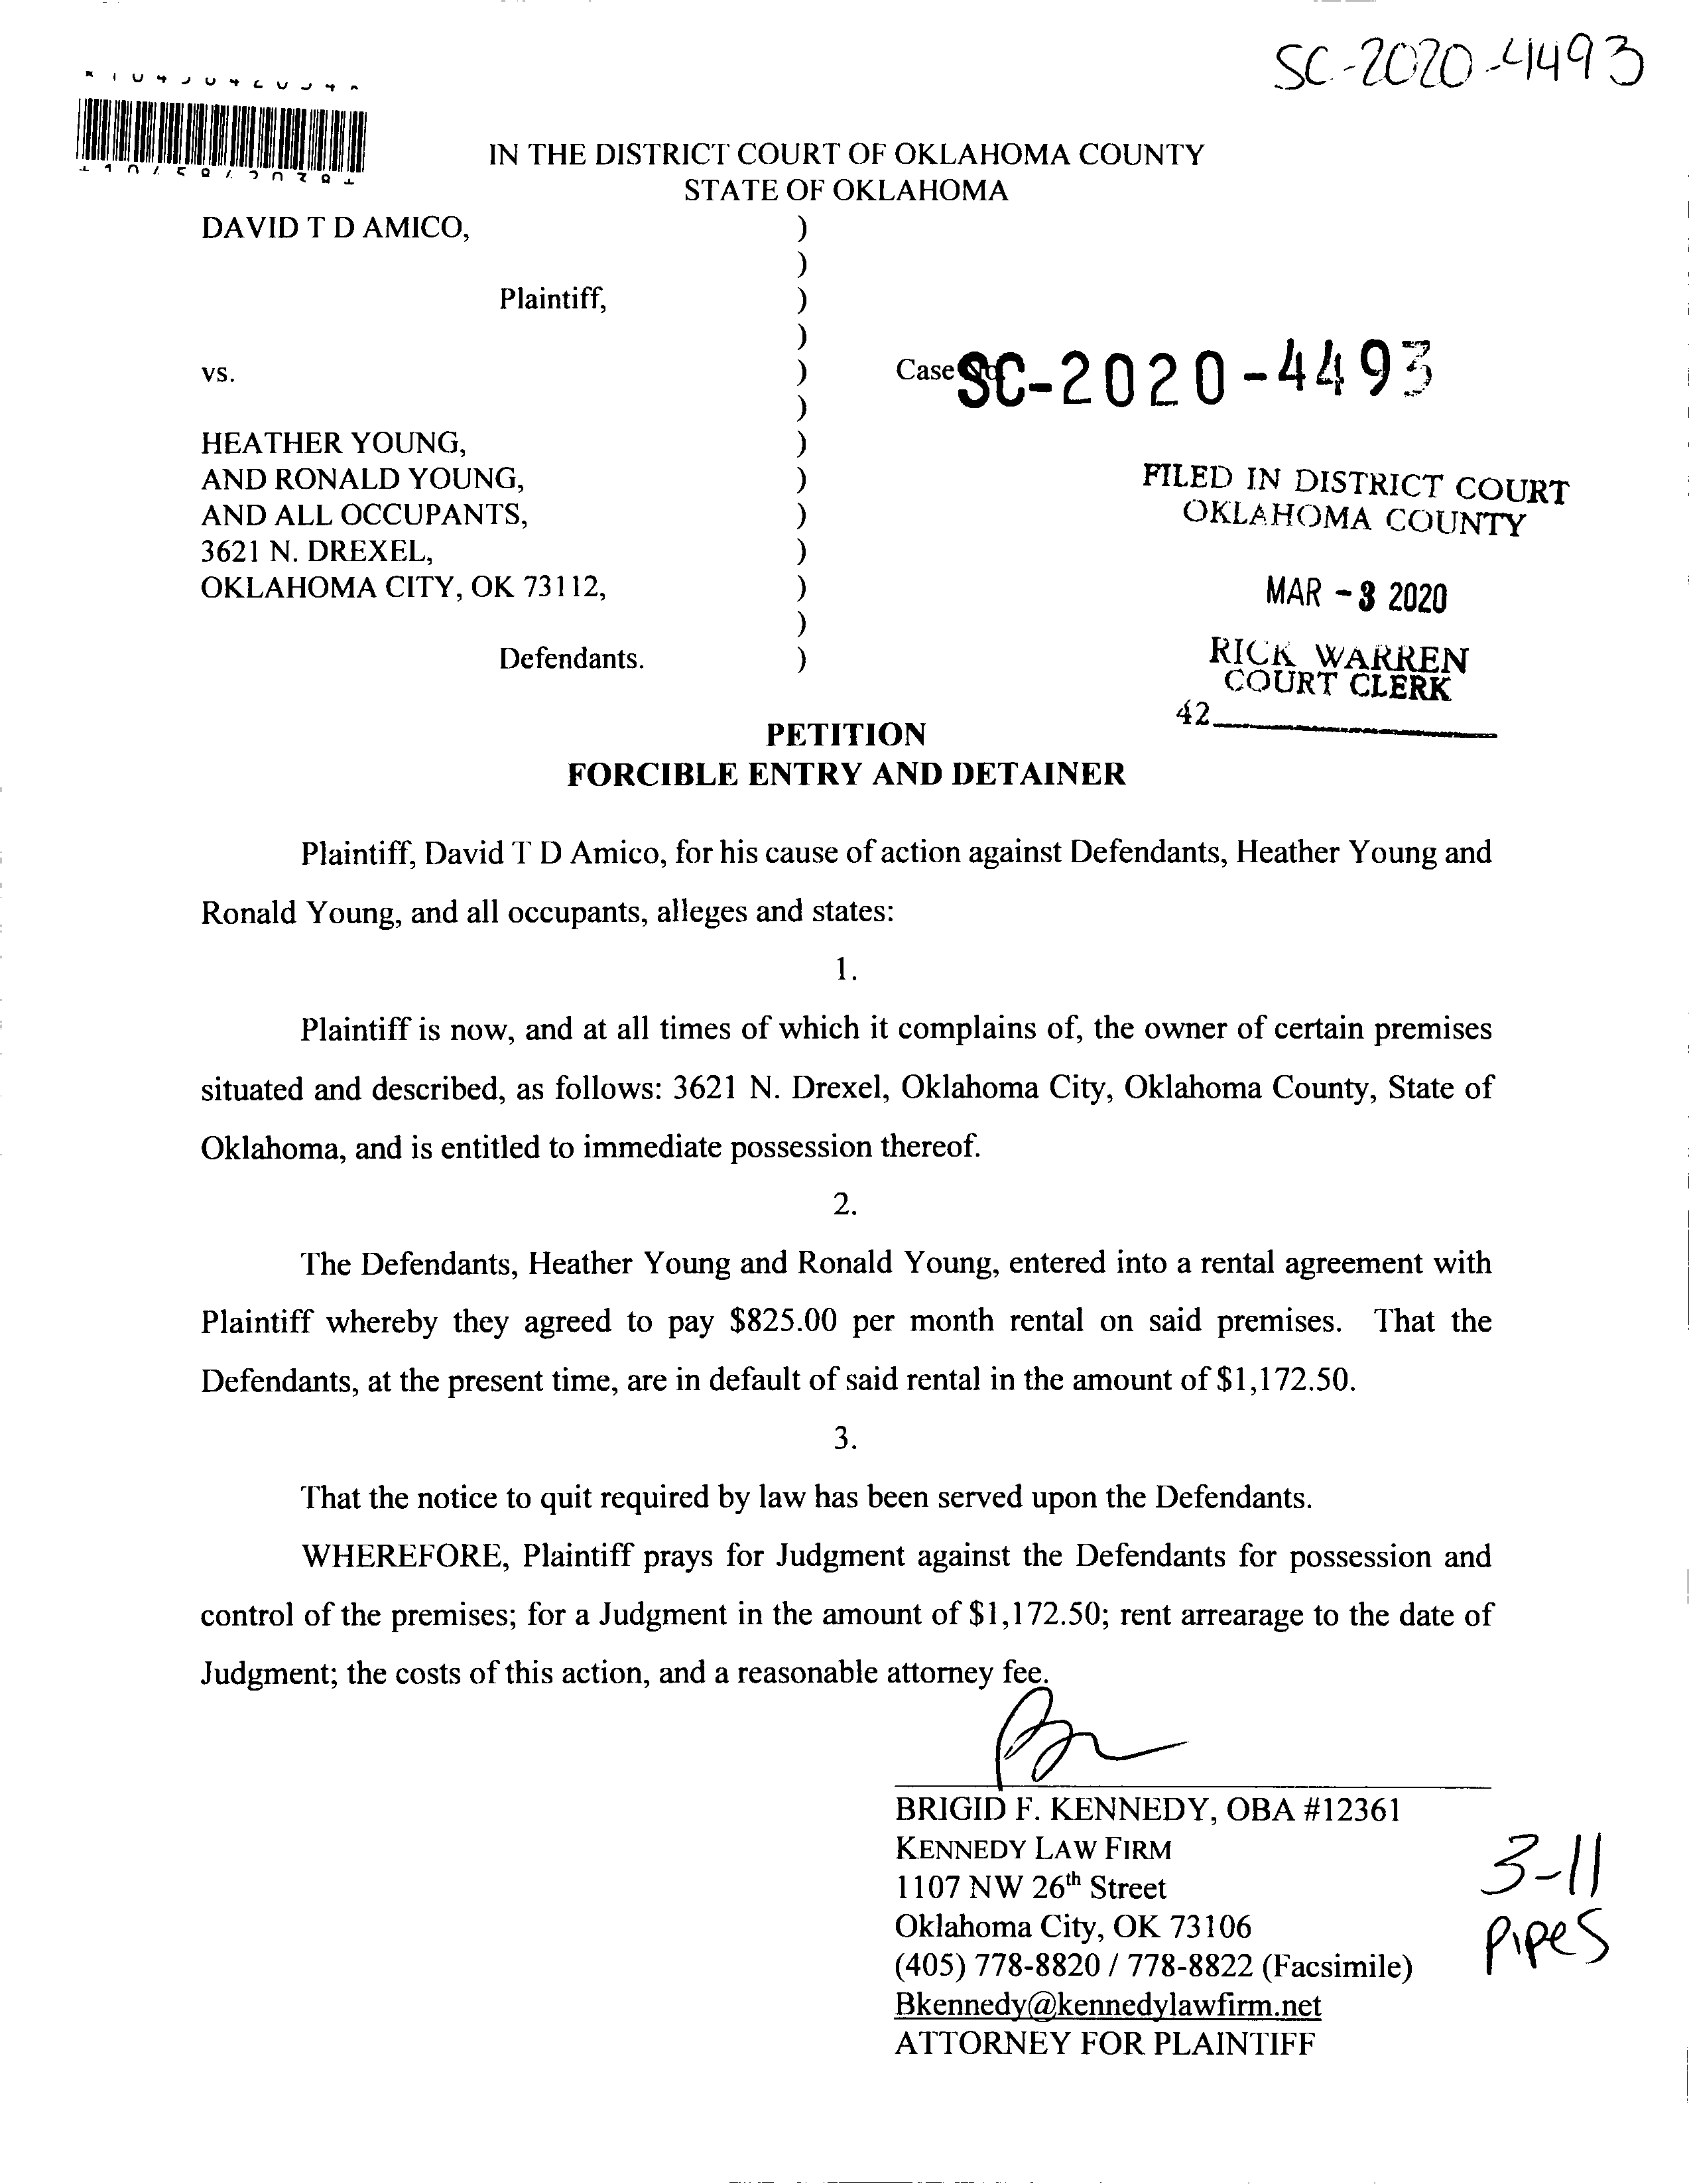 SC-2020-4493
IN THE DISTRICT COURT OF OKLAHOMA COUNTY
STATE OF OKLAHOMA
DAVID T D AMICO, )
)
Plaintiff, )
)
vs. ) Case No. SC-2020-4493
)
HEATHER YOUNG, )
AND RONALD YOUNG, )
AND ALL OCCUPANTS, )
3621 N. DREXEL, )
OKLAHOMA CITY, OK 73112, )
)
Defendants. )
FILED IN DISTRICT COURT
OKLAHOMA COUNTY
MAR - 3 2020
RICK WARREN
COURT CLERK
42
PETITION
FORCIBLE ENTRY AND DETAINER
Plaintiff, David T D Amico, for his cause of action against Defendants, Heather Young and
Ronald Young, and all occupants, alleges and states:
1.
Plaintiff is now, and at all times of which it complains of, the owner of certain premises
situated and described, as follows: 3621 N. Drexel, Oklahoma City, Oklahoma County, State of
Oklahoma, and is entitled to immediate possession thereof.
2.
The Defendants, Heather Young and Ronald Young, entered into a rental agreement with
Plaintiff whereby they agreed to pay $825.00 per month rental on said premises. That the
Defendants, at the present time, are in default of said rental in the amount of $1,172.50.
3.
That the notice to quit required by law has been served upon the Defendants.
WHEREFORE, Plaintiff prays for Judgment against the Defendants for possession and
control of the premises; for a Judgment in the amount of $1,172.50; rent arrearage to the date of
Judgment; the costs of this action, and a reasonable attorney fee.
BRIGID F. KENNEDY, OBA #12361
KENNEDY LAW FIRM
1107 NW 26th Street
Oklahoma City, OK 73106
(405) 778-8820 / 778-8822 (Facsimile)
Bkennedy@kennedylawfirm.net
ATTORNEY FOR PLAINTIFF
3-11
Pipes